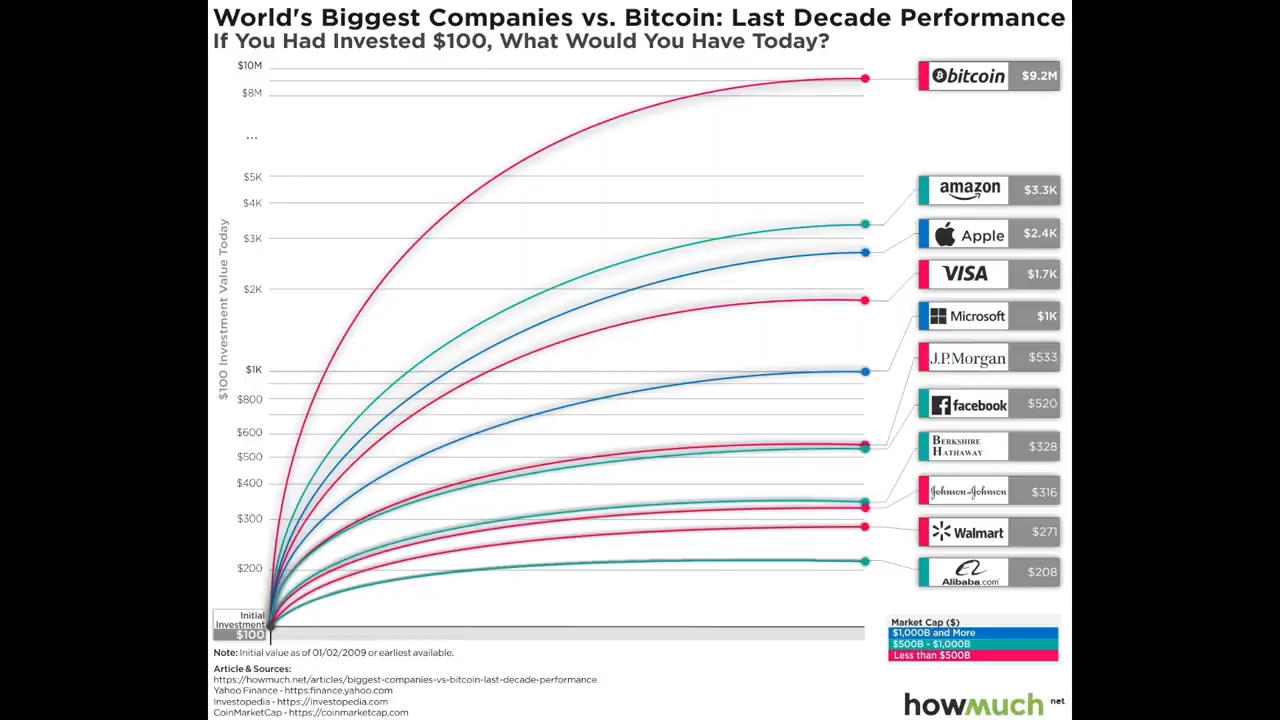 World's Biggest Companies vs. Bitcoin: Last Decade Performance
If You Had Invested $100, What Would You Have Today?
$100 Investment Value Today
$10M
$8M
...
$5K
$4K
$3K
$2K
$1K
$800
$600
$500
$400
$300
$200
Initial
Investment
$100
bitcoin $9.2M
amazon $3.3K
Apple $2.4K
VISA $1.7K
Microsoft $1K
J.P.Morgan $533
facebook $520
BERKSHIRE
HATHAWAY $328
Johnson & Johnson $316
Walmart $271
Alibaba.com $208
Market Cap ($)
$1,000B and More
$500B - $1,000B
Less than $500B
Note: Initial value as of 01/02/2009 or earliest available.
Article & Sources:
https://howmuch.net/articles/biggest-companies-vs-bitcoin-last-decade-performance
Yahoo Finance - https:finance.yahoo.com
Investopedia - https://investopedia.com
CoinMarketCap - https://coinmarketcap.com
howmuch.net